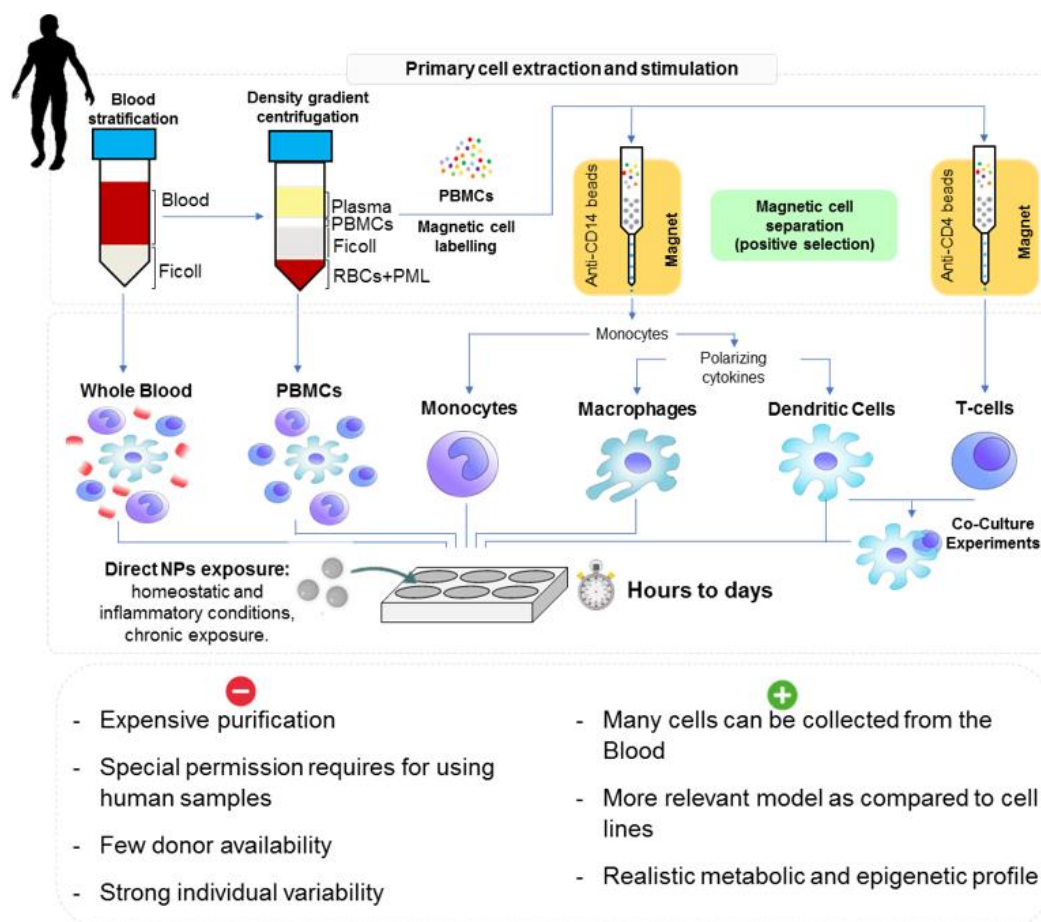 Primary cell extraction and stimulation
Blood
stratification
Density gradient
centrifugation
Blood
Ficoll
Plasma
PBMCs
Ficoll
RBCs+PML
PBMCs
Magnetic cell
labelling
Anti-CD14 beads
Magnet
Magnetic cell
separation
(positive selection)
Anti-CD4 beads
Magnet
Monocytes
Polarizing
cytokines
Whole Blood
PBMCs
Monocytes
Macrophages
Dendritic Cells
T-cells
Co-Culture
Experiments
Direct NPs exposure:
homeostatic and
inflammatory conditions,
chronic exposure.
Hours to days
- Expensive purification
- Special permission requires for using
human samples
- Few donor availability
- Strong individual variability
- Many cells can be collected from the
Blood
- More relevant model as compared to cell
lines
- Realistic metabolic and epigenetic profile